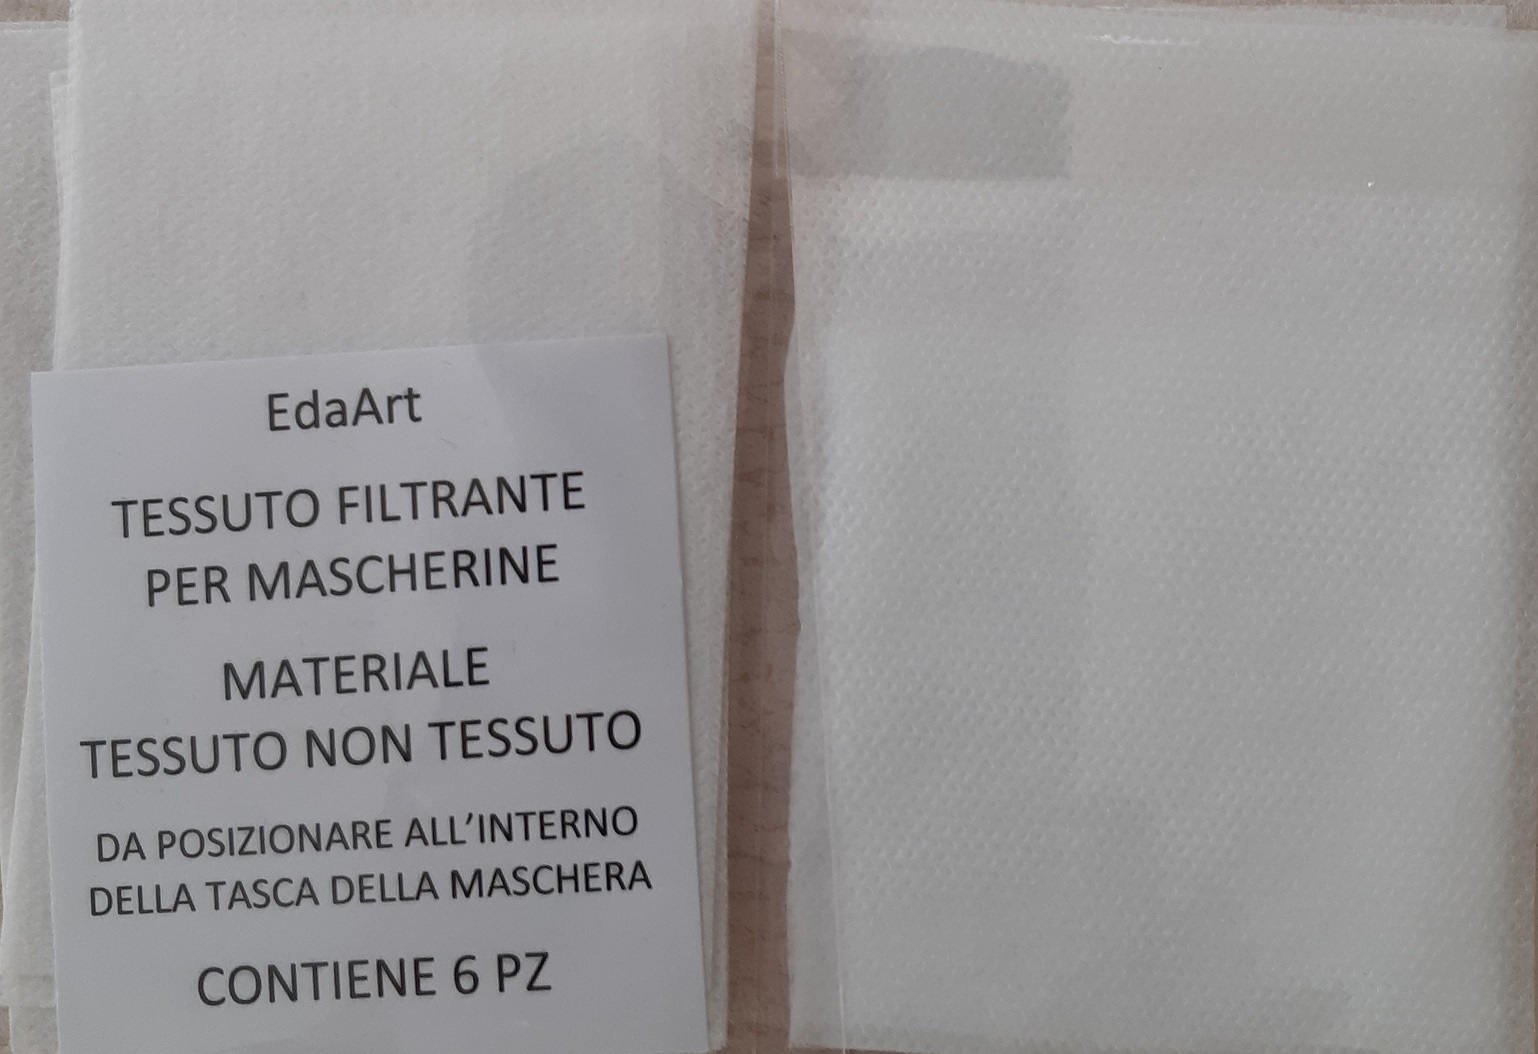 EdaArt
TESSUTO FILTRANTE
PER MASCHERINE
MATERIALE
TESSUTO NON TESSUTO
DA POSIZIONARE ALL'INTERNO
DELLA TASCA DELLA MASCHERA
CONTIENE 6 PZ